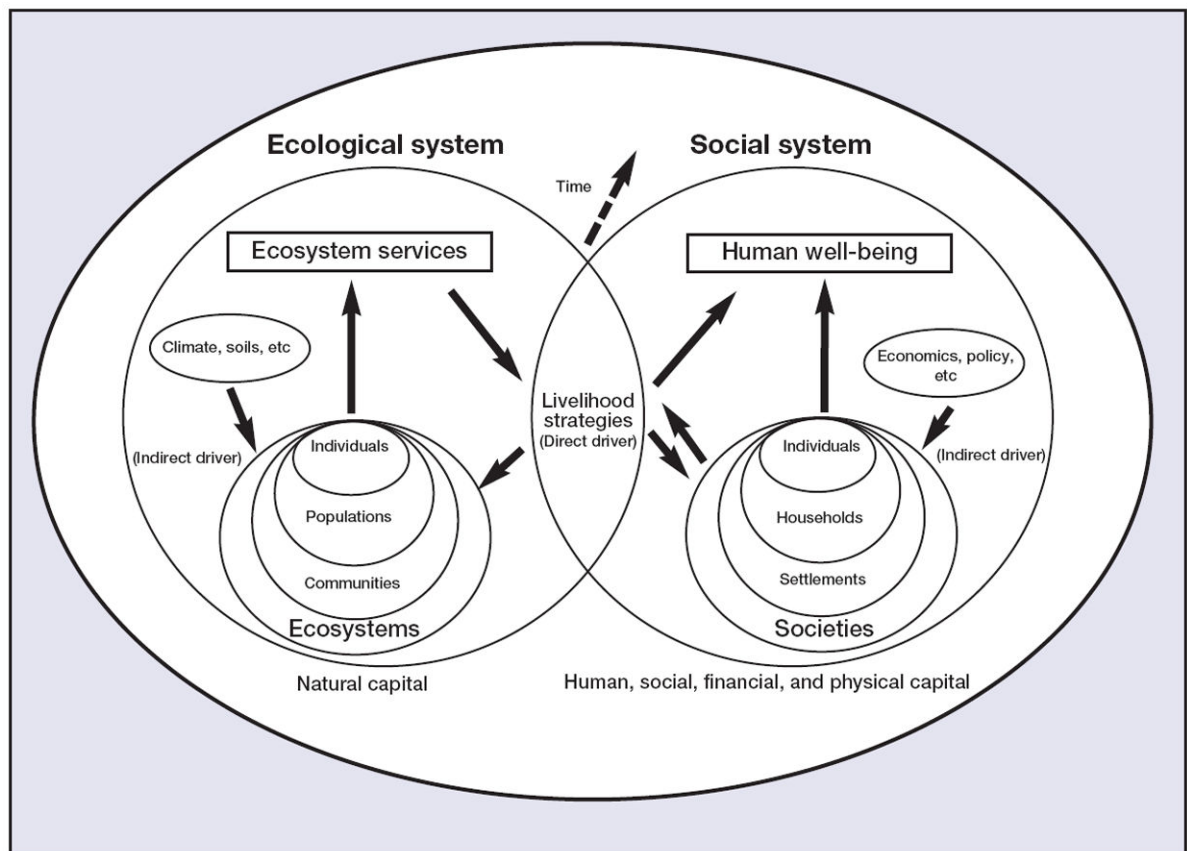 Ecological system
Social system
Time
Ecosystem services
Human well-being
Climate, soils, etc
Economics, policy,
etc
Livelihood
strategies
(Direct driver)
(Indirect driver)
Individuals
Populations
Communities
Ecosystems
Individuals
(Indirect driver)
Households
Settlements
Societies
Natural capital
Human, social, financial, and physical capital